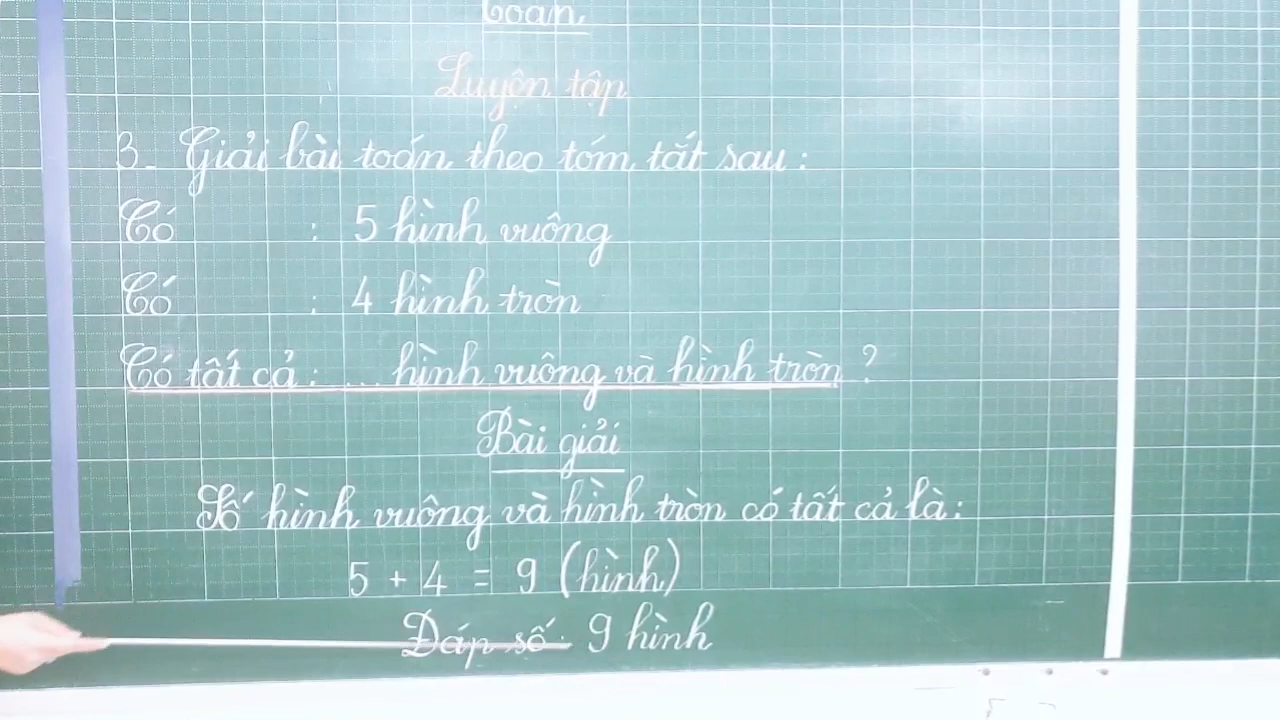 Toán
Luyện tập
3. Giải bài toán theo tóm tắt sau:
Có : 5 hình vuông
Có : 4 hình tròn
Có tất cả: ... hình vuông và hình tròn ?
Bài giải
Số hình vuông và hình tròn có tất cả là:
5 + 4 = 9 (hình)
Đáp số: 9 hình